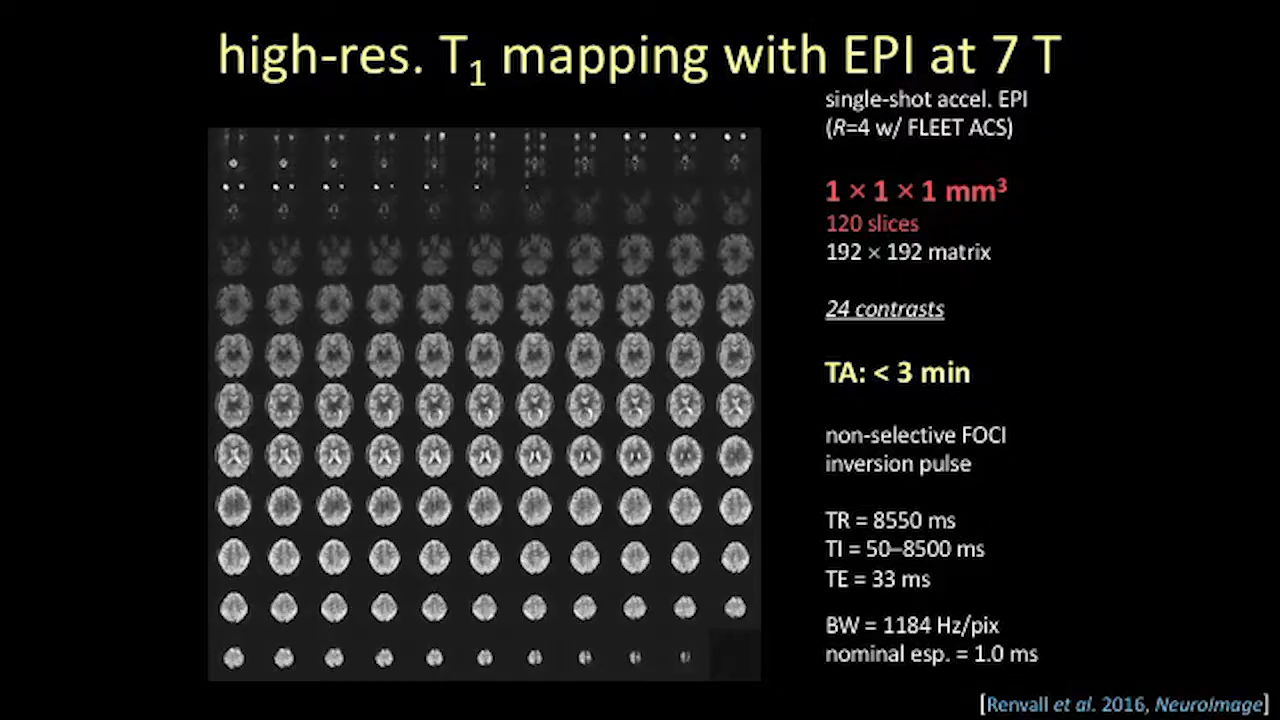 high-res. T1 mapping with EPI at 7 T
single-shot accel. EPI
(R=4 w/ FLEET ACS)
1 × 1 × 1 mm³
120 slices
192 × 192 matrix
24 contrasts
TA: < 3 min
non-selective FOCI
inversion pulse
TR = 8550 ms
TI = 50–8500 ms
TE = 33 ms
BW = 1184 Hz/pix
nominal esp. = 1.0 ms
[Renvall et al. 2016, NeuroImage]